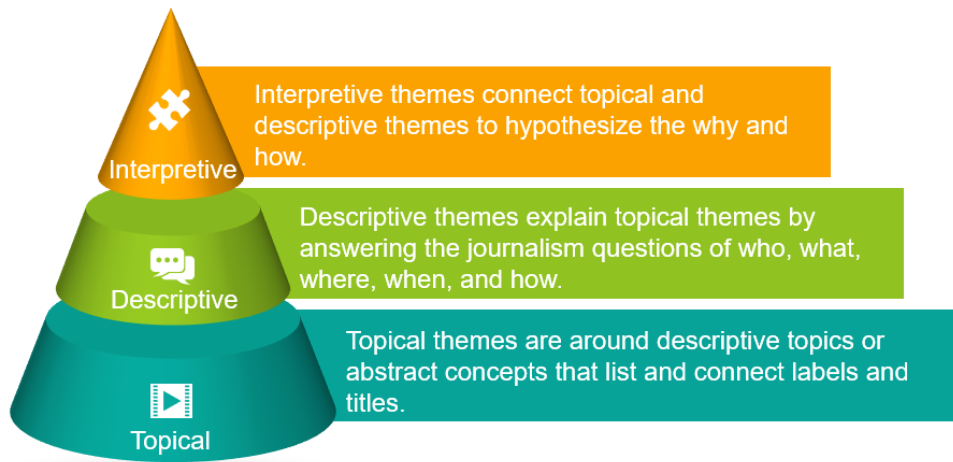 Interpretive themes connect topical and
descriptive themes to hypothesize the why and
how.
Interpretive
Descriptive themes explain topical themes by
answering the journalism questions of who, what,
where, when, and how.
Descriptive
Topical themes are around descriptive topics or
abstract concepts that list and connect labels and
titles.
Topical